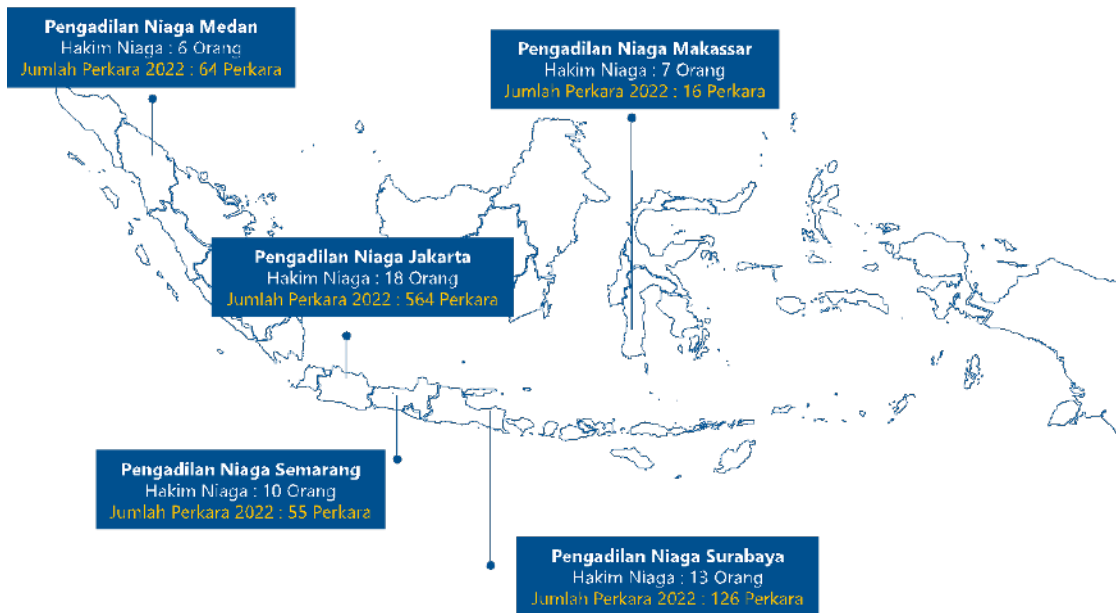 Pengadilan Niaga Medan
Hakim Niaga : 6 Orang
Jumlah Perkara 2022 : 64 Perkara
Pengadilan Niaga Makassar
Hakim Niaga : 7 Orang
Jumlah Perkara 2022 : 16 Perkara
Pengadilan Niaga Jakarta
Hakim Niaga : 18 Orang
Jumlah Perkara 2022 : 564 Perkara
Pengadilan Niaga Semarang
Hakim Niaga : 10 Orang
Jumlah Perkara 2022 : 55 Perkara
Pengadilan Niaga Surabaya
Hakim Niaga : 13 Orang
Jumlah Perkara 2022 : 126 Perkara